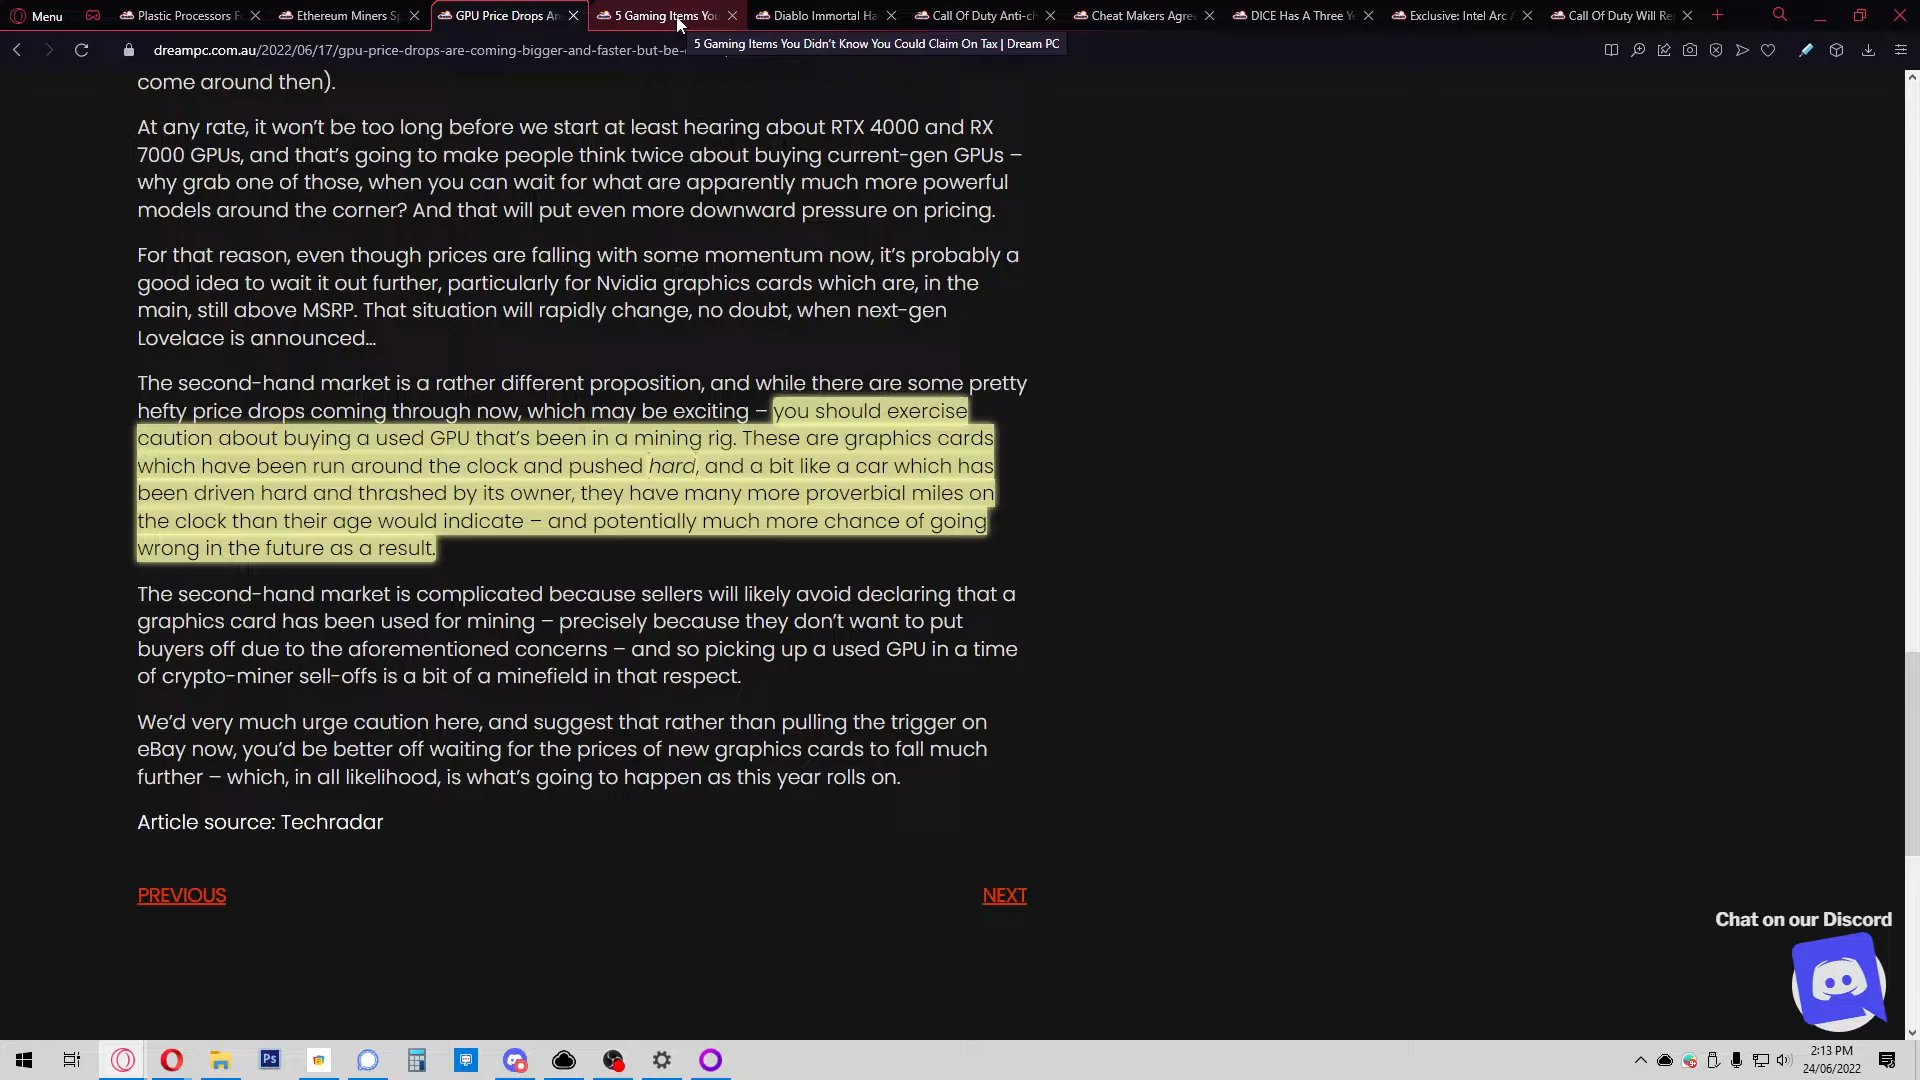 Menu
Plastic Processors F
Ethereum Miners S
GPU Price Drops Ar
5 Gaming Items You
Diablo Immortal Ha
Call Of Duty Anti-ch
Cheat Makers Agre
DICE Has A Three Y
Exclusive: Intel Arc A
Call Of Duty Will Re
dreampc.com.au/2022/06/17/gpu-price-drops-are-coming-bigger-and-faster-but-be-
5 Gaming Items You Didn't Know You Could Claim On Tax | Dream PC
come around then).
At any rate, it won't be too long before we start at least hearing about RTX 4000 and RX
7000 GPUs, and that's going to make people think twice about buying current-gen GPUs –
why grab one of those, when you can wait for what are apparently much more powerful
models around the corner? And that will put even more downward pressure on pricing.
For that reason, even though prices are falling with some momentum now, it's probably a
good idea to wait it out further, particularly for Nvidia graphics cards which are, in the
main, still above MSRP. That situation will rapidly change, no doubt, when next-gen
Lovelace is announced…
The second-hand market is a rather different proposition, and while there are some pretty
hefty price drops coming through now, which may be exciting – you should exercise
caution about buying a used GPU that's been in a mining rig. These are graphics cards
which have been run around the clock and pushed hard, and a bit like a car which has
been driven hard and thrashed by its owner, they have many more proverbial miles on
the clock than their age would indicate – and potentially much more chance of going
wrong in the future as a result.
The second-hand market is complicated because sellers will likely avoid declaring that a
graphics card has been used for mining – precisely because they don't want to put
buyers off due to the aforementioned concerns – and so picking up a used GPU in a time
of crypto-miner sell-offs is a bit of a minefield in that respect.
We'd very much urge caution here, and suggest that rather than pulling the trigger on
eBay now, you'd be better off waiting for the prices of new graphics cards to fall much
further – which, in all likelihood, is what's going to happen as this year rolls on.
Article source: Techradar
PREVIOUS
NEXT
Chat on our Discord
Ps
2:13 PM
24/06/2022